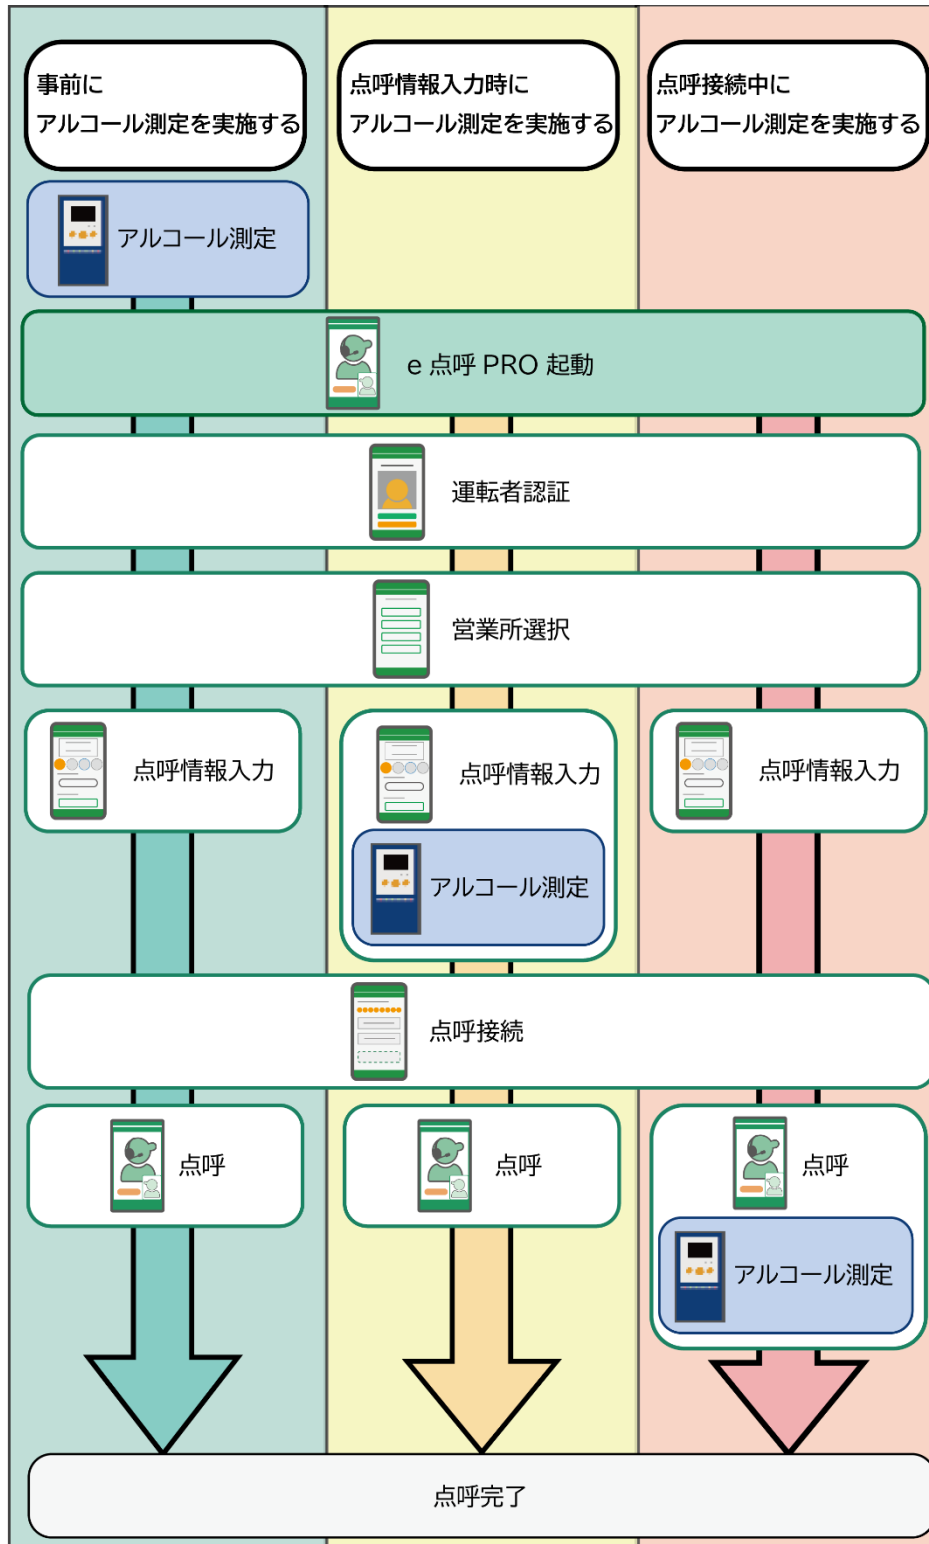 事前に
アルコール測定を実施する
点呼情報入力時に
アルコール測定を実施する
点呼接続中に
アルコール測定を実施する
アルコール測定
e 点呼 PRO 起動
運転者認証
営業所選択
点呼情報入力
点呼情報入力
点呼情報入力
アルコール測定
点呼接続
点呼
点呼
点呼
アルコール測定
点呼完了